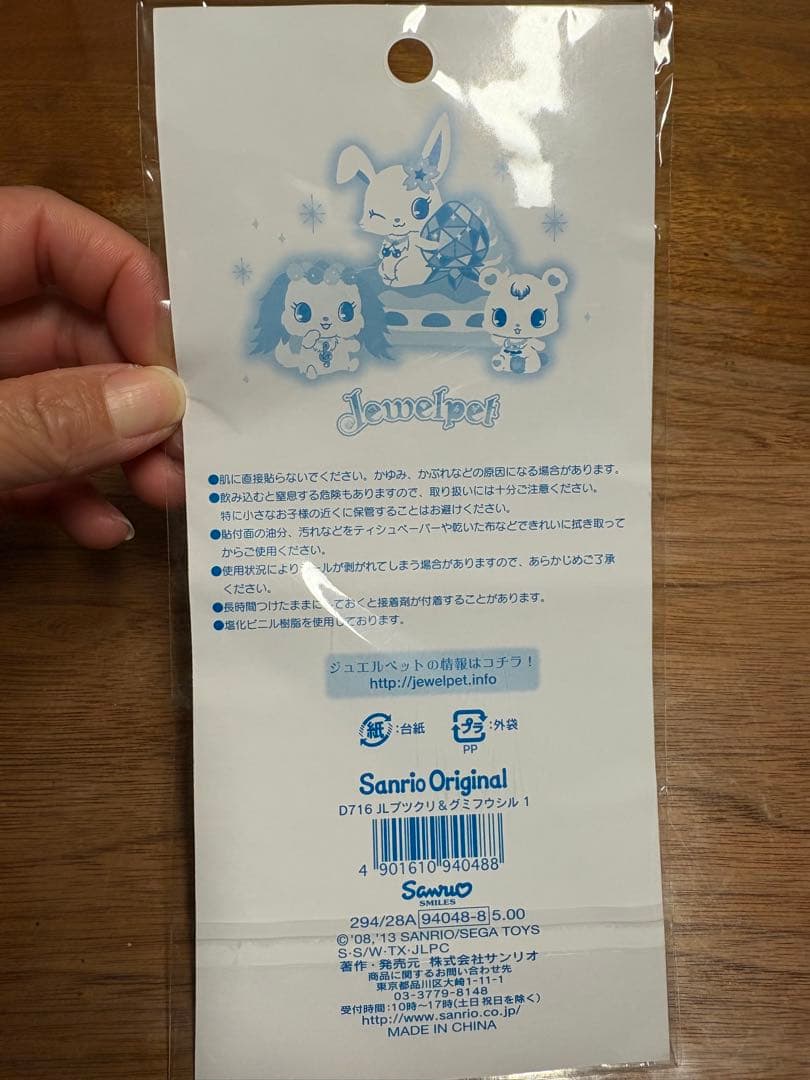 Jewelpet
●肌に直接貼らないでください。かゆみ、かぶれなどの原因になる場合があります。
●飲み込むと窒息する危険もありますので、取り扱いには十分ご注意ください。
特に小さなお子様の近くに保管することはお避けください。
●貼付面の油分、汚れなどをティシュペーパーや乾いた布などできれいに拭き取って
からご使用ください。
●使用状況によりシールが剥がれてしまう場合がありますので、あらかじめご了承
ください。
●長時間つけたままにしておくと接着剤が付着することがあります。
●塩化ビニル樹脂を使用しております。
ジュエルペットの情報はコチラ!
http://jewelpet.info
紙:台紙
プラ:外袋
PP
Sanrio Original
D716 JLプツクリ&グミフウシル 1
4 901610 940488
Sanrio
SMILES
294/28A 94048-8 5.00
©'08,'13 SANRIO/SEGA TOYS
S・S/W・TX・JLPC
著作・発売元 株式会社サンリオ
商品に関するお問い合わせ先
東京都品川区大崎1-11-1
03-3779-8148
受付時間:10時〜17時(土日祝日を除く)
http://www.sanrio.co.jp/
MADE IN CHINA